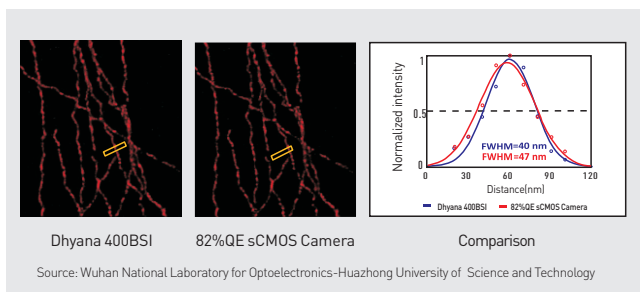 Normalized intensity
1
0.5
0
FWHM=40 nm
FWHM=47 nm
0 30 60 90 120
Distance(nm)
Dhyana 400BSI 82%QE sCMOS Camera
Dhyana 400BSI 82%QE sCMOS Camera Comparison
Source: Wuhan National Laboratory for Optoelectronics-Huazhong University of Science and Technology